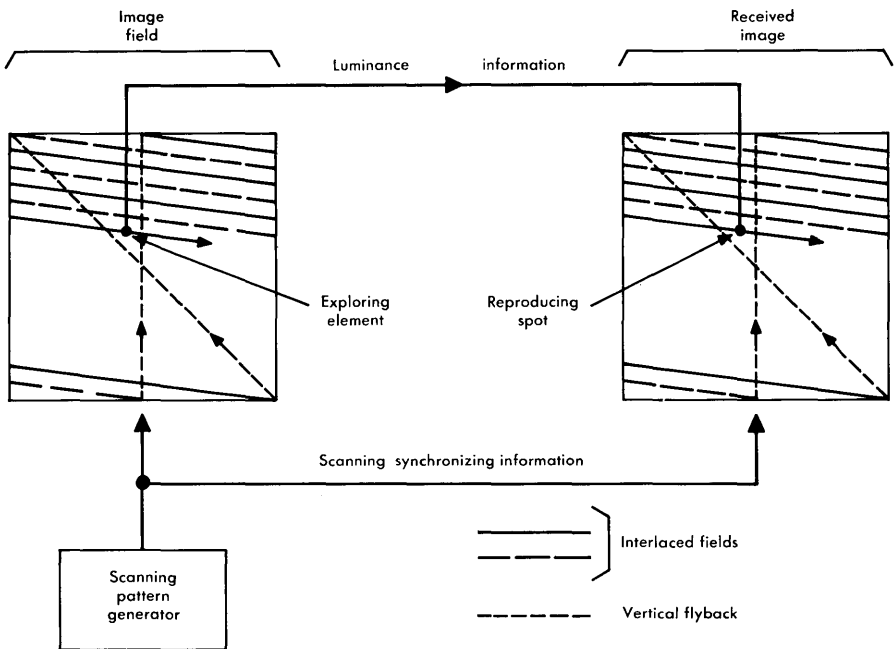 Image
field
Received
image
Luminance information
Exploring
element
Reproducing
spot
Scanning synchronizing information
Scanning
pattern
generator
Interlaced fields
Vertical flyback